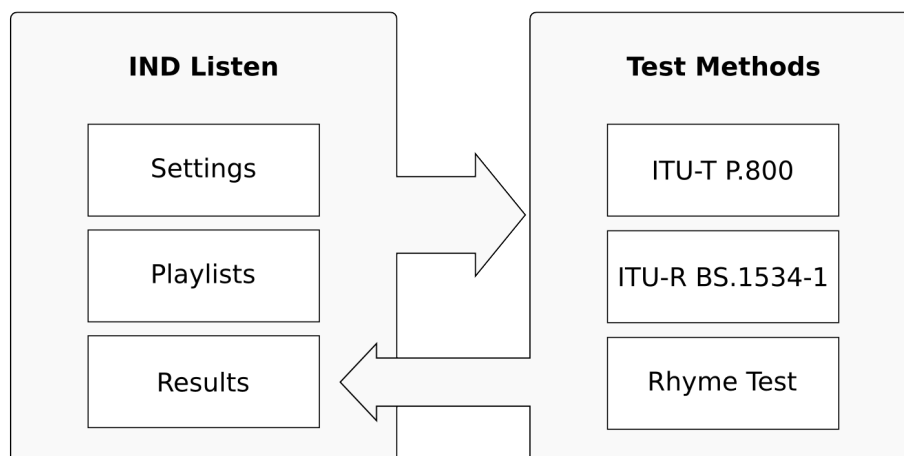 IND Listen
Settings
Playlists
Results
Test Methods
ITU-T P.800
ITU-R BS.1534-1
Rhyme Test